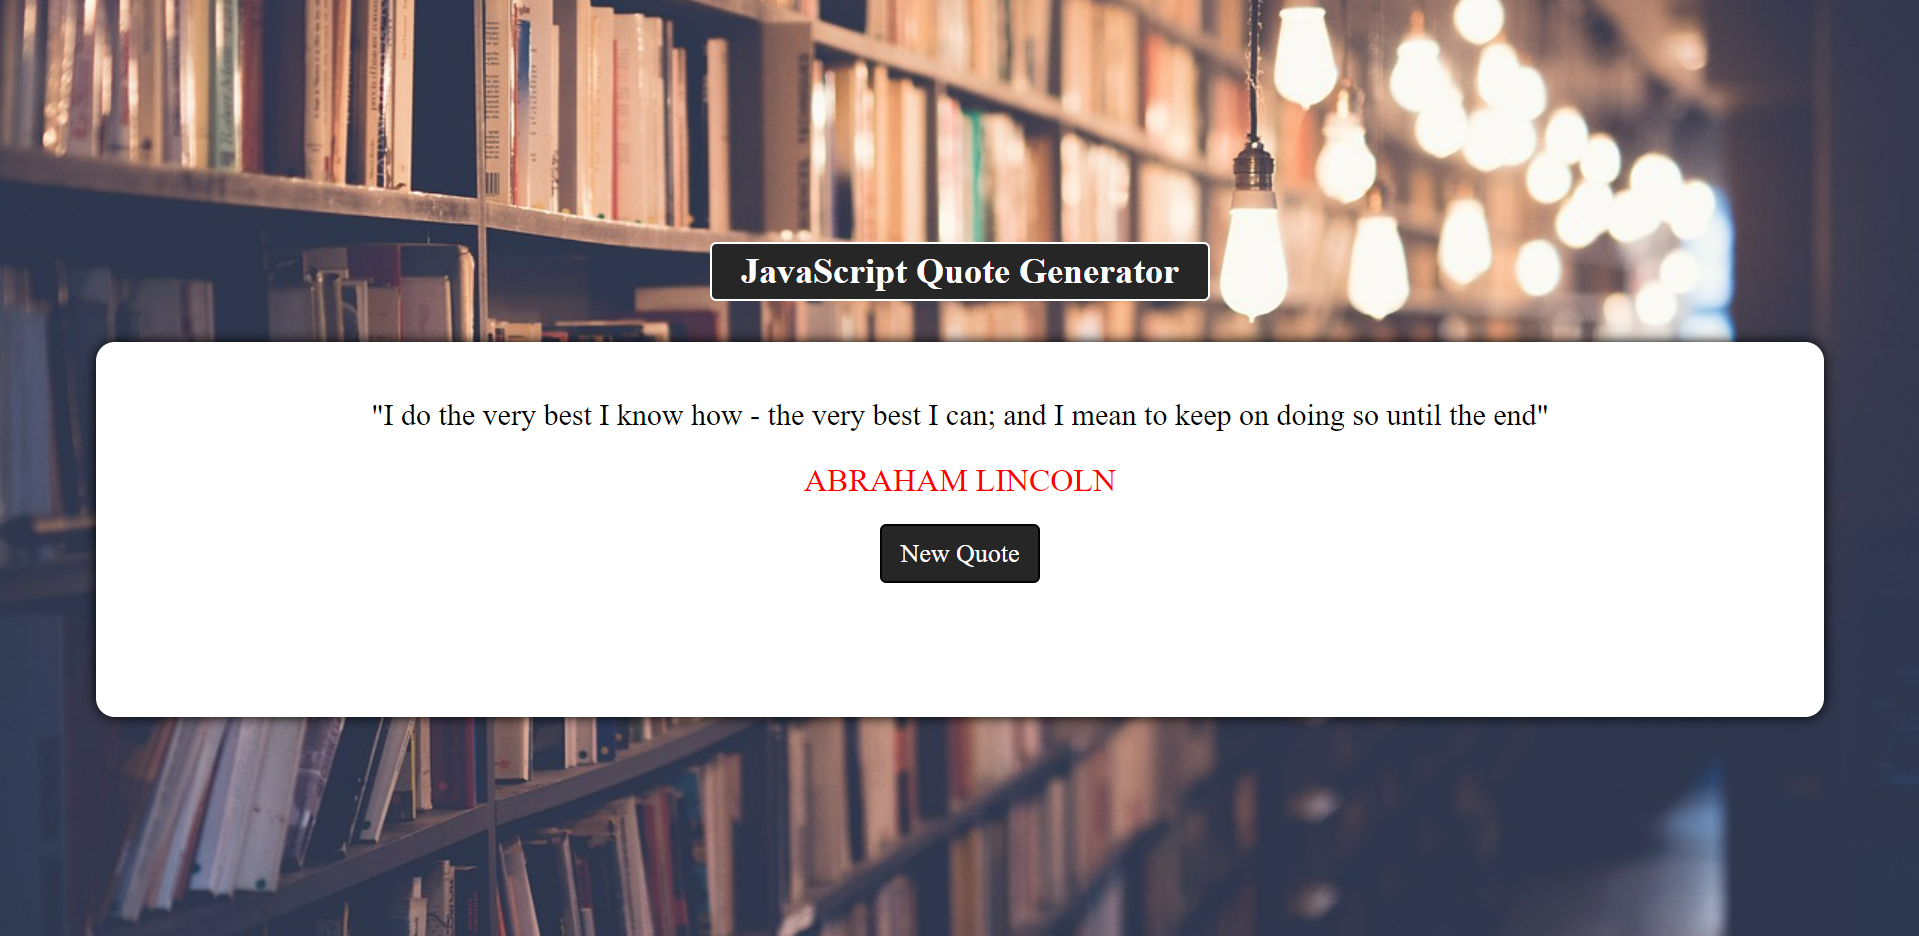 JavaScript Quote Generator
"I do the very best I know how - the very best I can; and I mean to keep on doing so until the end"
ABRAHAM LINCOLN
New Quote